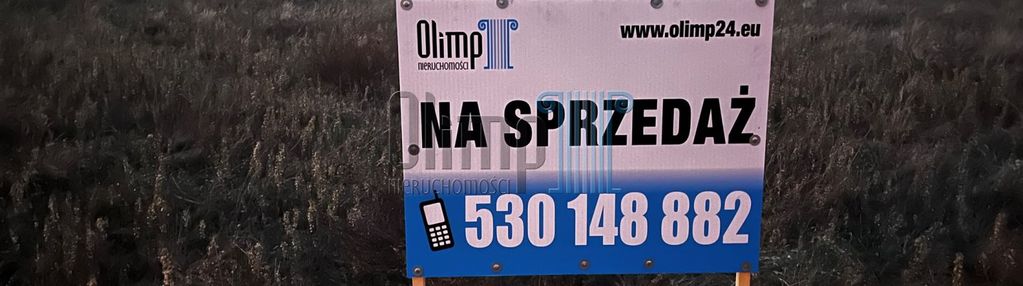 Olimp
NIERUCHOMOŚCI
www.olimp24.eu
NA SPRZEDAŻ
Olimp
NIERUCHOMOŚCI
530 148 882